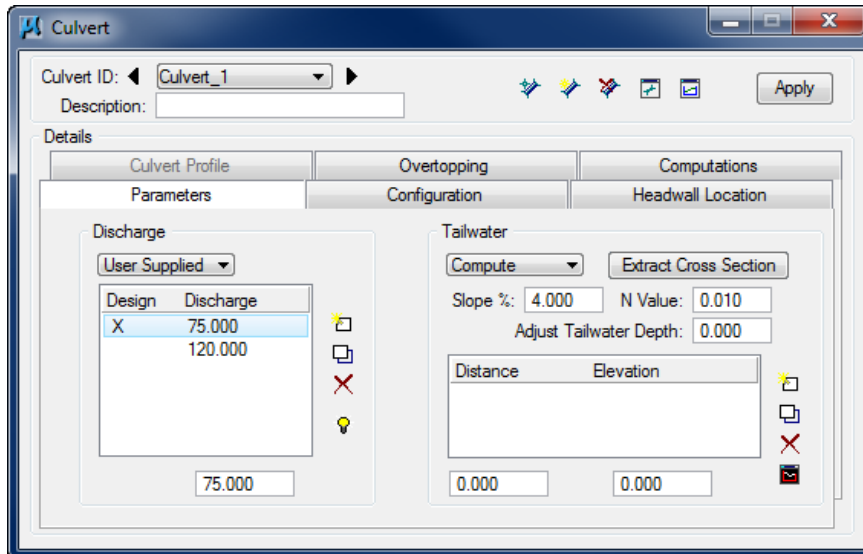 Culvert
Culvert ID: Culvert_1
Apply
Description:
Details
Culvert Profile Overtopping Computations
Parameters Configuration Headwall Location
Discharge
User Supplied
Design Discharge
X 75.000
120.000
75.000
Tailwater
Compute Extract Cross Section
Slope %: 4.000 N Value: 0.010
Adjust Tailwater Depth: 0.000
Distance Elevation
0.000 0.000